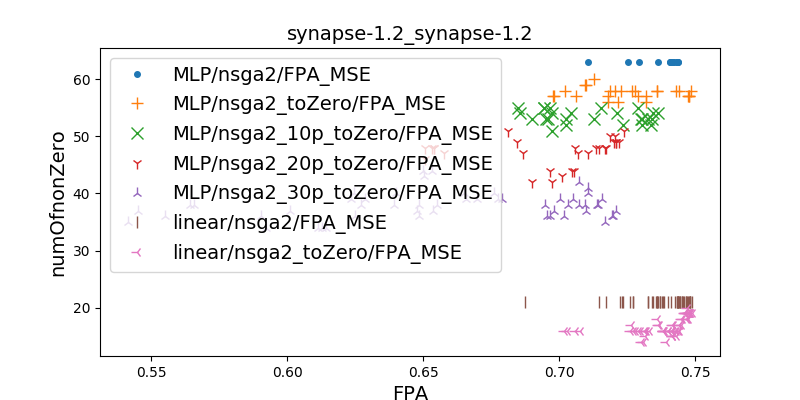 synapse-1.2_synapse-1.2
numOfnonZero
60
50
40
30
20
MLP/nsga2/FPA_MSE
MLP/nsga2_toZero/FPA_MSE
MLP/nsga2_10p_toZero/FPA_MSE
MLP/nsga2_20p_toZero/FPA_MSE
MLP/nsga2_30p_toZero/FPA_MSE
linear/nsga2/FPA_MSE
linear/nsga2_toZero/FPA_MSE
0.55 0.60 0.65 0.70 0.75
FPA